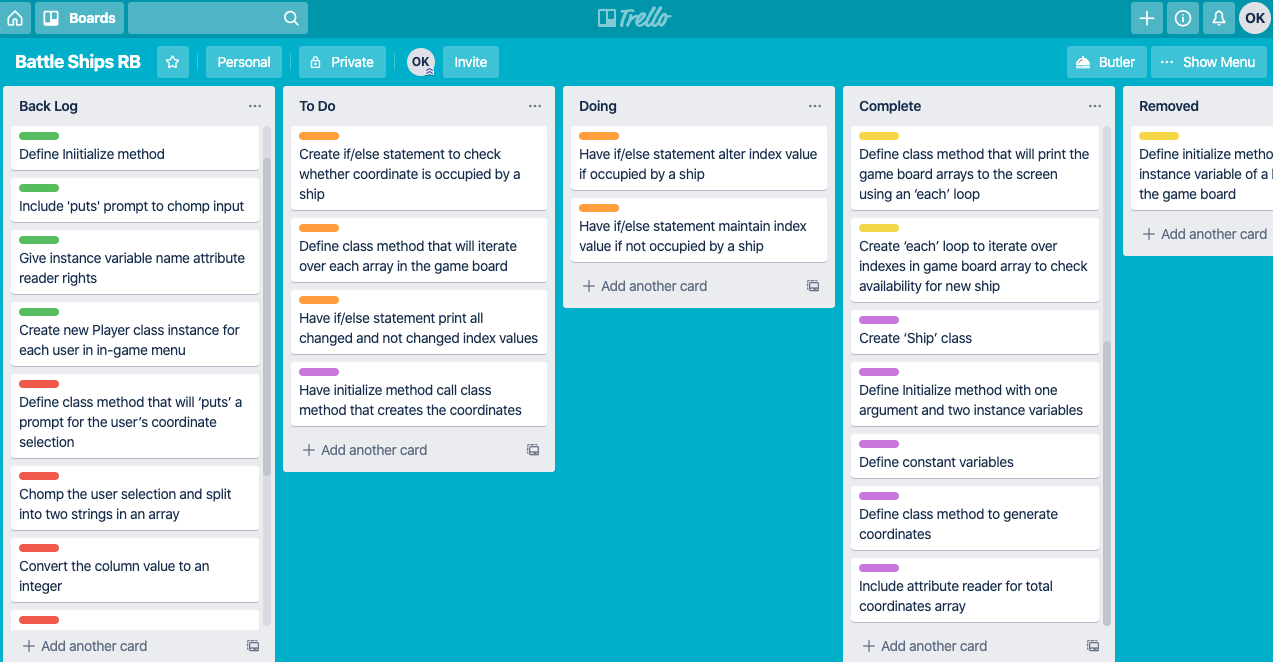 Boards
Trello
OK
Battle Ships RB
Personal
Private
OK
Invite
Butler
Show Menu
Back Log
Define Iniitialize method
Include 'puts' prompt to chomp input
Give instance variable name attribute
reader rights
Create new Player class instance for
each user in in-game menu
Define class method that will ‘puts’ a
prompt for the user’s coordinate
selection
Chomp the user selection and split
into two strings in an array
Convert the column value to an
integer
Add another card
To Do
Create if/else statement to check
whether coordinate is occupied by a
ship
Define class method that will iterate
over each array in the game board
Have if/else statement print all
changed and not changed index values
Have initialize method call class
method that creates the coordinates
Add another card
Doing
Have if/else statement alter index value
if occupied by a ship
Have if/else statement maintain index
value if not occupied by a ship
Add another card
Complete
Define class method that will print the
game board arrays to the screen
using an ‘each’ loop
Create ‘each’ loop to iterate over
indexes in game board array to check
availability for new ship
Create ‘Ship’ class
Define Initialize method with one
argument and two instance variables
Define constant variables
Define class method to generate
coordinates
Include attribute reader for total
coordinates array
Add another card
Removed
Define initialize
instance variable of a
the game board
Add another card